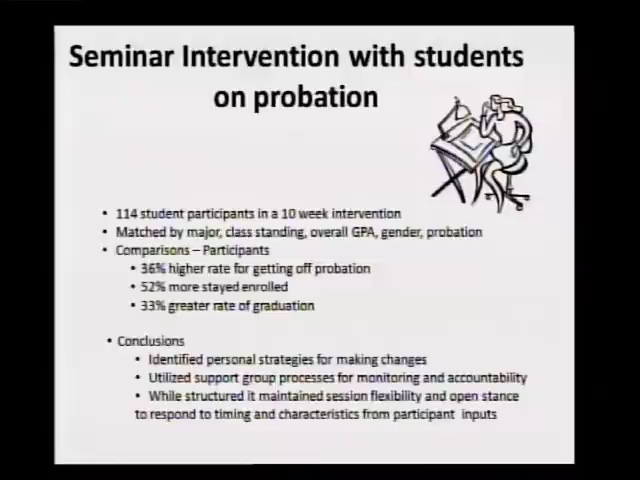 Seminar Intervention with students
on probation
• 114 student participants in a 10 week intervention
• Matched by major, class standing, overall GPA, gender, probation
• Comparisons – Participants
• 36% higher rate for getting off probation
• 52% more stayed enrolled
• 33% greater rate of graduation
• Conclusions
• Identified personal strategies for making changes
• Utilized support group processes for monitoring and accountability
• While structured it maintained session flexibility and open stance
to respond to timing and characteristics from participant inputs